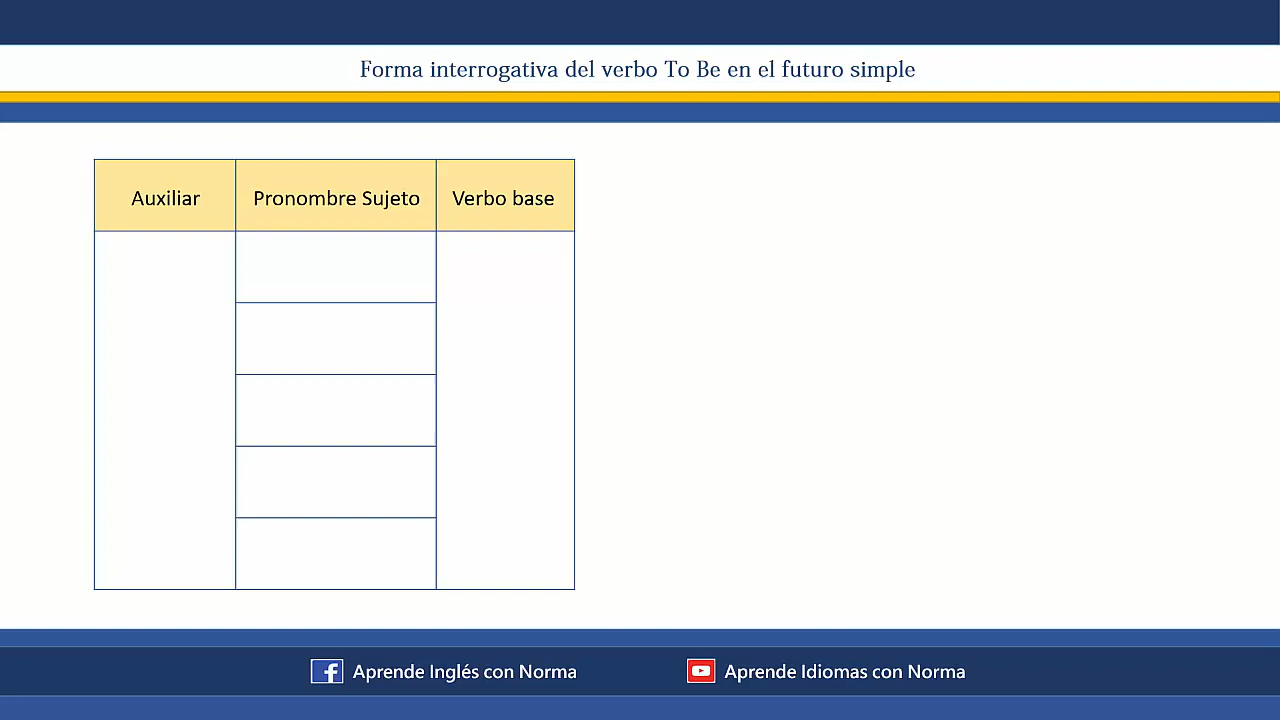 Forma interrogativa del verbo To Be en el futuro simple
Auxiliar Pronombre Sujeto Verbo base
Aprende Inglés con Norma Aprende Idiomas con Norma